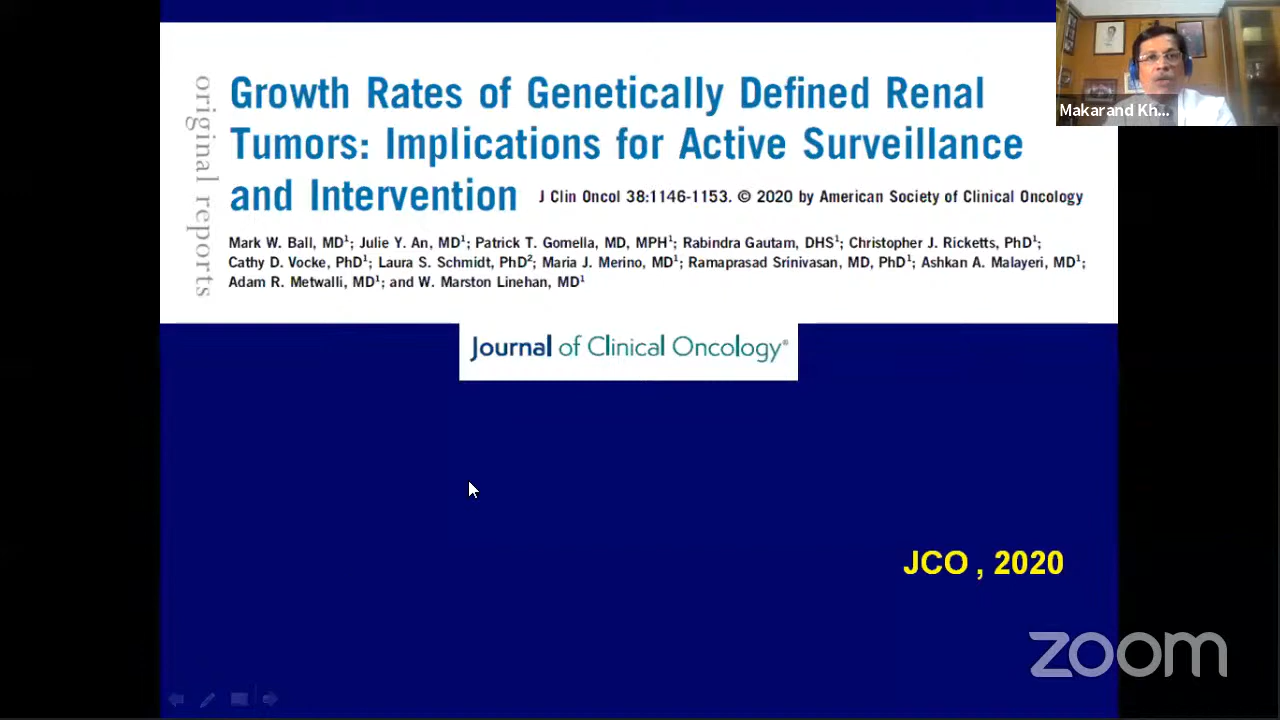 original reports
Growth Rates of Genetically Defined Renal
Tumors: Implications for Active Surveillance
and Intervention J Clin Oncol 38:1146-1153. © 2020 by American Society of Clinical Oncology
Mark W. Ball, MD1; Julie Y. An, MD1; Patrick T. Gomella, MD, MPH1; Rabindra Gautam, DHS1; Christopher J. Ricketts, PhD1;
Cathy D. Vocke, PhD1; Laura S. Schmidt, PhD2; Maria J. Merino, MD1; Ramaprasad Srinivasan, MD, PhD1; Ashkan A. Malayeri, MD1;
Adam R. Metwalli, MD1; and W. Marston Linehan, MD1
Journal of Clinical Oncology®
JCO , 2020
Makarand Kh...
zoom